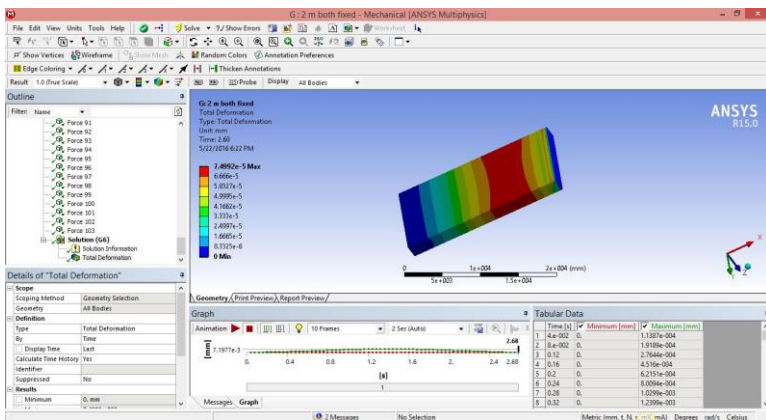 G : 2 m both fixed - Mechanical [ANSYS Multiphysics]
File Edit View Units Tools Help Solve ?/ Show Errors Worksheet
Show Vertices Wireframe Show Mesh Random Colors Annotation Preferences
Edge Coloring Thicken Annotations
Result 1.0 (True Scale) Probe Display All Bodies
Outline
Filter: Name
Force 91
Force 92
Force 93
Force 94
Force 95
Force 96
Force 97
Force 98
Force 99
Force 100
Force 101
Force 102
Force 103
Solution (G6)
Solution Information
Total Deformation
G: 2 m both fixed
Total Deformation
Type: Total Deformation
Unit: mm
Time: 2.68
5/22/2016 6:22 PM
7.4992e-5 Max
6.666e-5
5.8327e-5
4.9995e-5
4.1662e-5
3.333e-5
2.4997e-5
1.6665e-5
8.3325e-6
0 Min
ANSYS
R15.0
X
Z
0 1e+004 2e+004 (mm)
5e+003 1.5e+004
Geometry Print Preview Report Preview
Details of "Total Deformation"
Scope
Scoping Method Geometry Selection
Geometry All Bodies
Definition
Type Total Deformation
By Time
Display Time Last
Calculate Time History Yes
Identifier
Suppressed No
Results
Minimum 0. mm
Graph
Animation 10 Frames 2 Sec (Auto)
2.68
[mm] 7.1977e-3
0. 0.4 0.8 1.2 1.6 2. 2.4 2.68
[s]
1
Messages Graph
Tabular Data
Time [s] Minimum [mm] Maximum [mm]
1 4.e-002 0. 1.1387e-004
2 8.e-002 0. 1.9189e-004
3 0.12 0. 2.7644e-004
4 0.16 0. 4.516e-004
5 0.2 0. 6.2151e-004
6 0.24 0. 8.0094e-004
7 0.28 0. 1.0299e-003
8 0.32 0. 1.2399e-003
2 Messages No Selection Metric (mm, t, N, s, mV, mA) Degrees rad/s Celsius